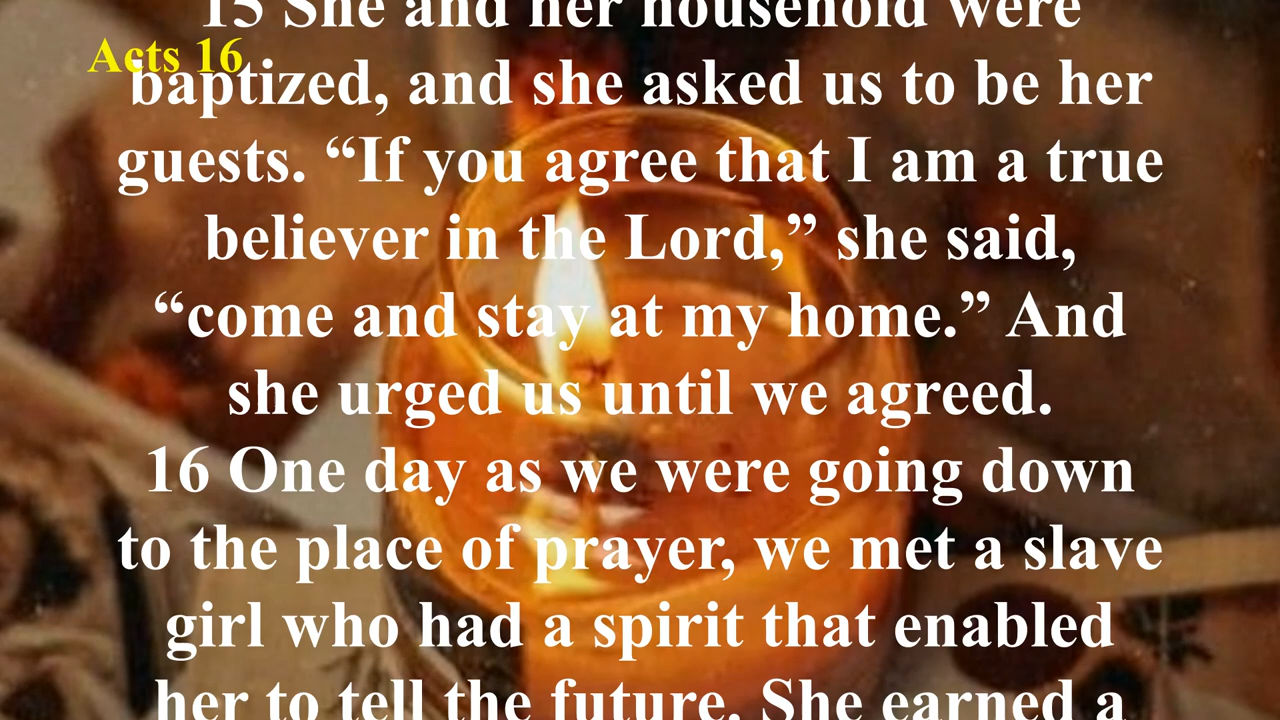 15 She and her household were
Acts 16
baptized, and she asked us to be her
guests. “If you agree that I am a true
believer in the Lord,” she said,
“come and stay at my home.” And
she urged us until we agreed.
16 One day as we were going down
to the place of prayer, we met a slave
girl who had a spirit that enabled
her to tell the future. She earned a